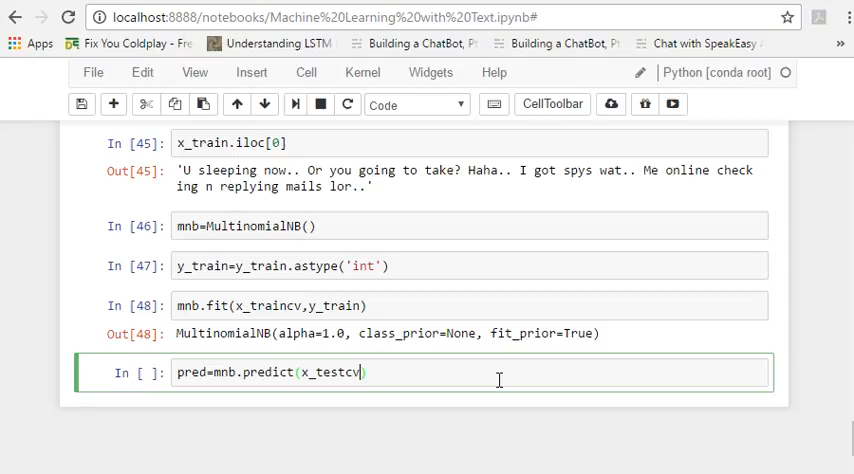 localhost:8888/notebooks/Machine%20Learning%20with%20Text.ipynb#
Apps Fix You Coldplay - Fre Understanding LSTM Building a ChatBot, Pt Building a ChatBot, Pt Chat with SpeakEasy »
File Edit View Insert Cell Kernel Widgets Help Python [conda root]
Code CellToolbar
In [45]: x_train.iloc[0]
Out[45]: 'U sleeping now.. Or you going to take? Haha.. I got spys wat.. Me online check
ing n replying mails lor..'
In [46]: mnb=MultinomialNB()
In [47]: y_train=y_train.astype('int')
In [48]: mnb.fit(x_traincv,y_train)
Out[48]: MultinomialNB(alpha=1.0, class_prior=None, fit_prior=True)
In [ ]: pred=mnb.predict(x_testcv)